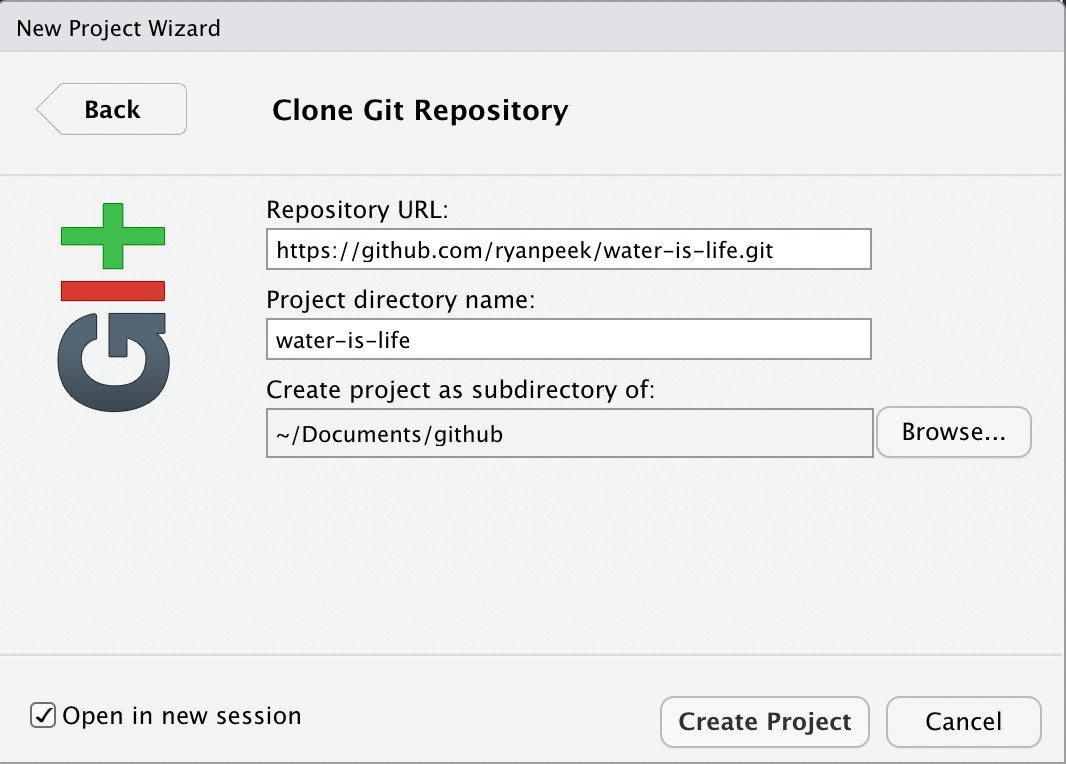 New Project Wizard
Back
Clone Git Repository
Repository URL:
https://github.com/ryanpeek/water-is-life.git
Project directory name:
water-is-life
Create project as subdirectory of:
~/Documents/github
Browse...
Open in new session
Create Project
Cancel